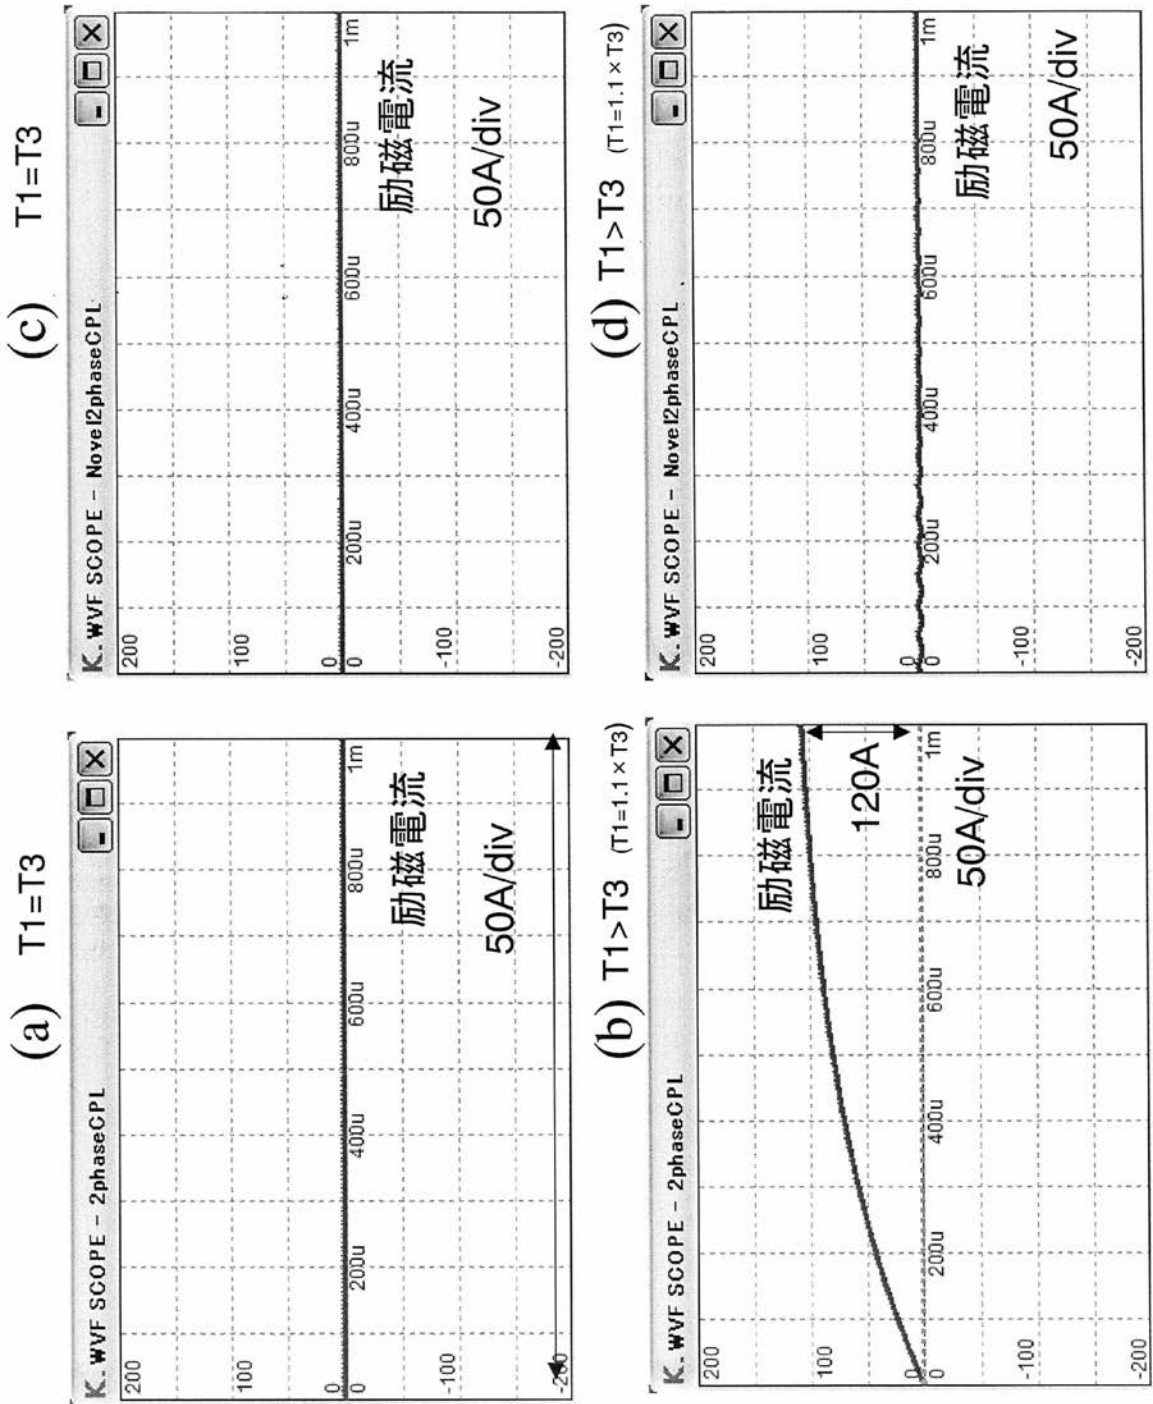 (a) T1=T3
K. WVF SCOPE - 2phaseCPL
200
100
0
-100
-200
0
200u
400u
600u
800u
1m
励磁電流
50A/div
(c) T1=T3
K. WVF SCOPE - Novel2phaseCPL
200
100
0
-100
-200
0
200u
400u
600u
800u
1m
励磁電流
50A/div
(b) T1>T3 (T1=1.1×T3)
K. WVF SCOPE - 2phaseCPL
200
100
0
-100
-200
0
200u
400u
600u
800u
1m
励磁電流
120A
50A/div
(d) T1>T3 (T1=1.1×T3)
K. WVF SCOPE - Novel2phaseCPL
200
100
0
-100
-200
0
200u
400u
600u
800u
1m
励磁電流
50A/div